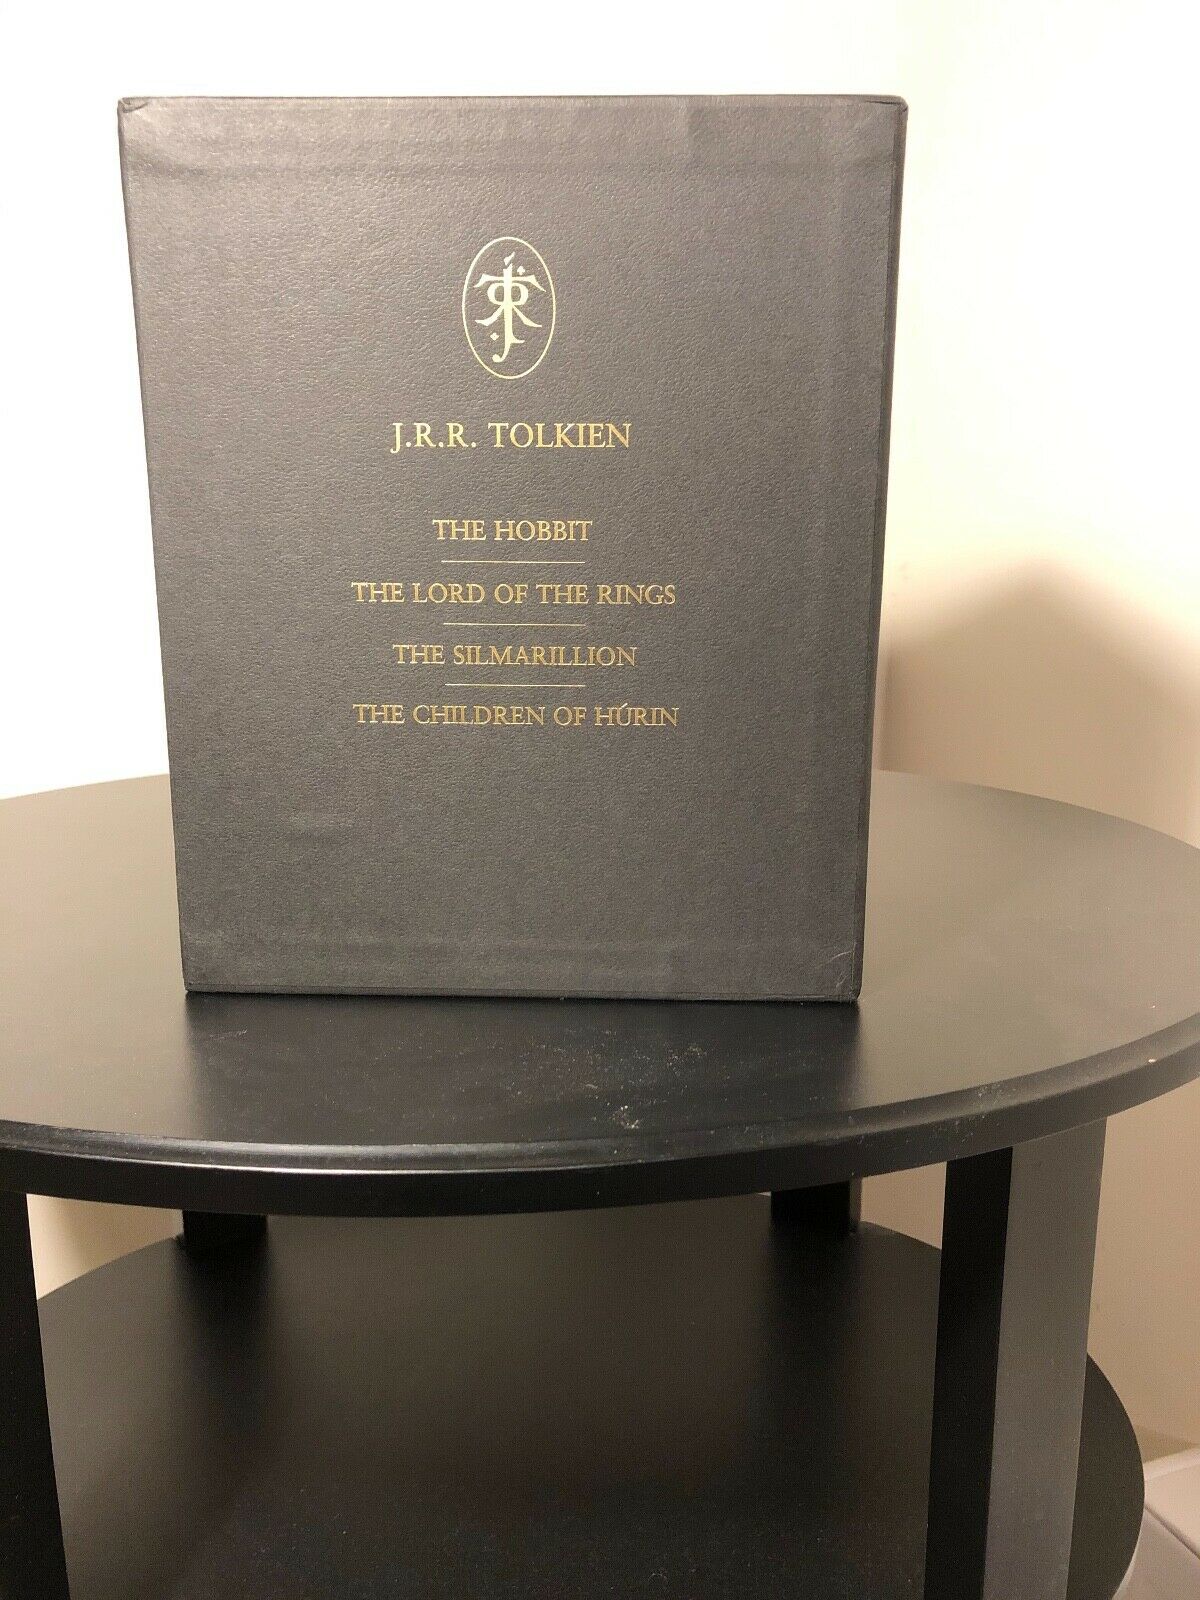 J.R.R. TOLKIEN
THE HOBBIT
THE LORD OF THE RINGS
THE SILMARILLION
THE CHILDREN OF HÚRIN